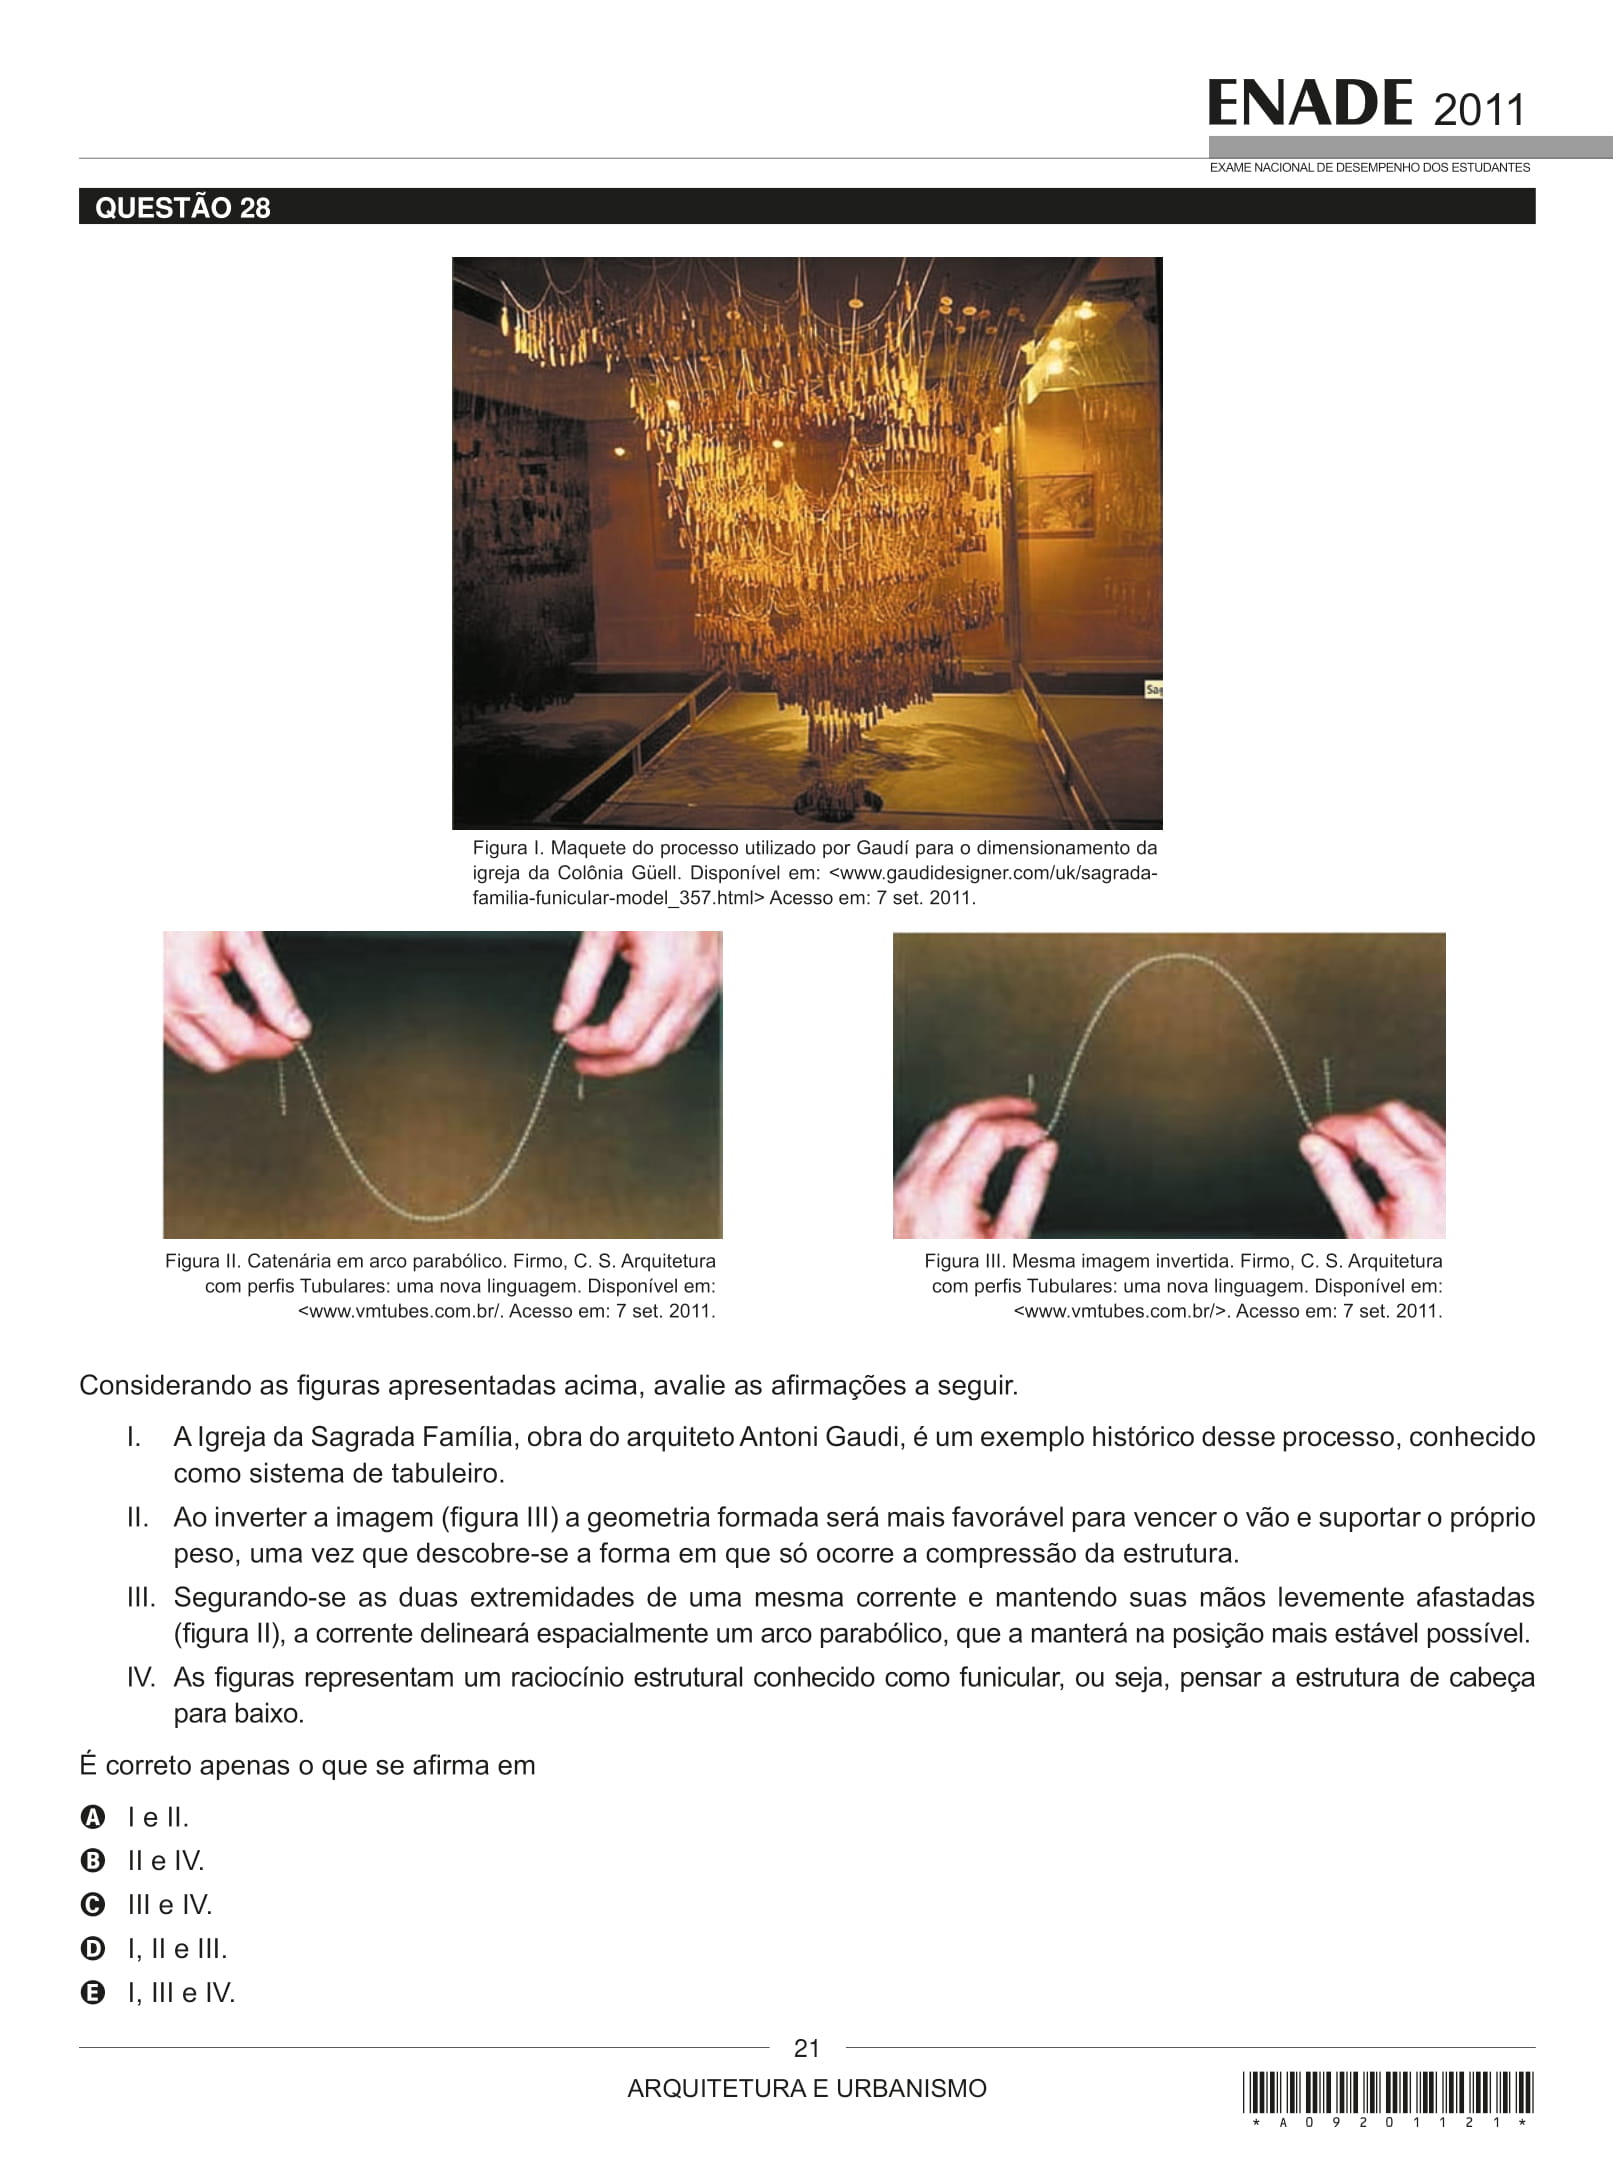 ENADE 2011
EXAME NACIONAL DE DESEMPENHO DOS ESTUDANTES
QUESTÃO 28
Sag
Figura I. Maquete do processo utilizado por Gaudí para o dimensionamento da
igreja da Colônia Güell. Disponível em: <www.gaudidesigner.com/uk/sagrada-
familia-funicular-model_357.html> Acesso em: 7 set. 2011.
Figura II. Catenária em arco parabólico. Firmo, C. S. Arquitetura
com perfis Tubulares: uma nova linguagem. Disponível em:
<www.vmtubes.com.br/. Acesso em: 7 set. 2011.
Figura III. Mesma imagem invertida. Firmo, C. S. Arquitetura
com perfis Tubulares: uma nova linguagem. Disponível em:
<www.vmtubes.com.br/>. Acesso em: 7 set. 2011.
Considerando as figuras apresentadas acima, avalie as afirmações a seguir.
I. A Igreja da Sagrada Família, obra do arquiteto Antoni Gaudi, é um exemplo histórico desse processo, conhecido
como sistema de tabuleiro.
II. Ao inverter a imagem (figura III) a geometria formada será mais favorável para vencer o vão e suportar o próprio
peso, uma vez que descobre-se a forma em que só ocorre a compressão da estrutura.
III. Segurando-se as duas extremidades de uma mesma corrente e mantendo suas mãos levemente afastadas
(figura II), a corrente delineará espacialmente um arco parabólico, que a manterá na posição mais estável possível.
IV. As figuras representam um raciocínio estrutural conhecido como funicular, ou seja, pensar a estrutura de cabeça
para baixo.
É correto apenas o que se afirma em
A I e II.
B II e IV.
C III e IV.
D I, II e III.
E I, III e IV.
21
ARQUITETURA E URBANISMO
* A 0 9 2 0 1 1 2 1 *